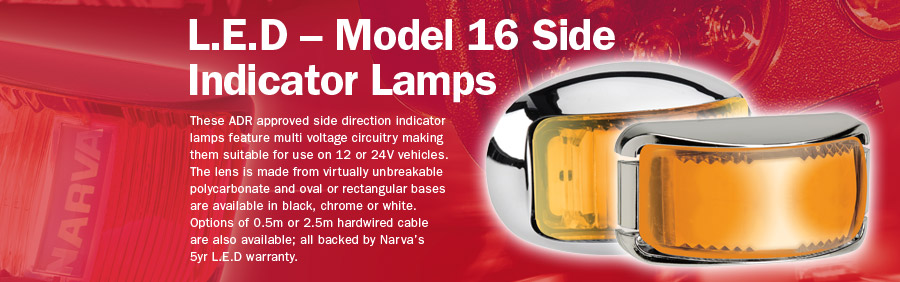 L.E.D – Model 16 Side
Indicator Lamps
These ADR approved side direction indicator
lamps feature multi voltage circuitry making
them suitable for use on 12 or 24V vehicles.
The lens is made from virtually unbreakable
polycarbonate and oval or rectangular bases
are available in black, chrome or white.
Options of 0.5m or 2.5m hardwired cable
are also available; all backed by Narva's
5yr L.E.D warranty.
NARVA